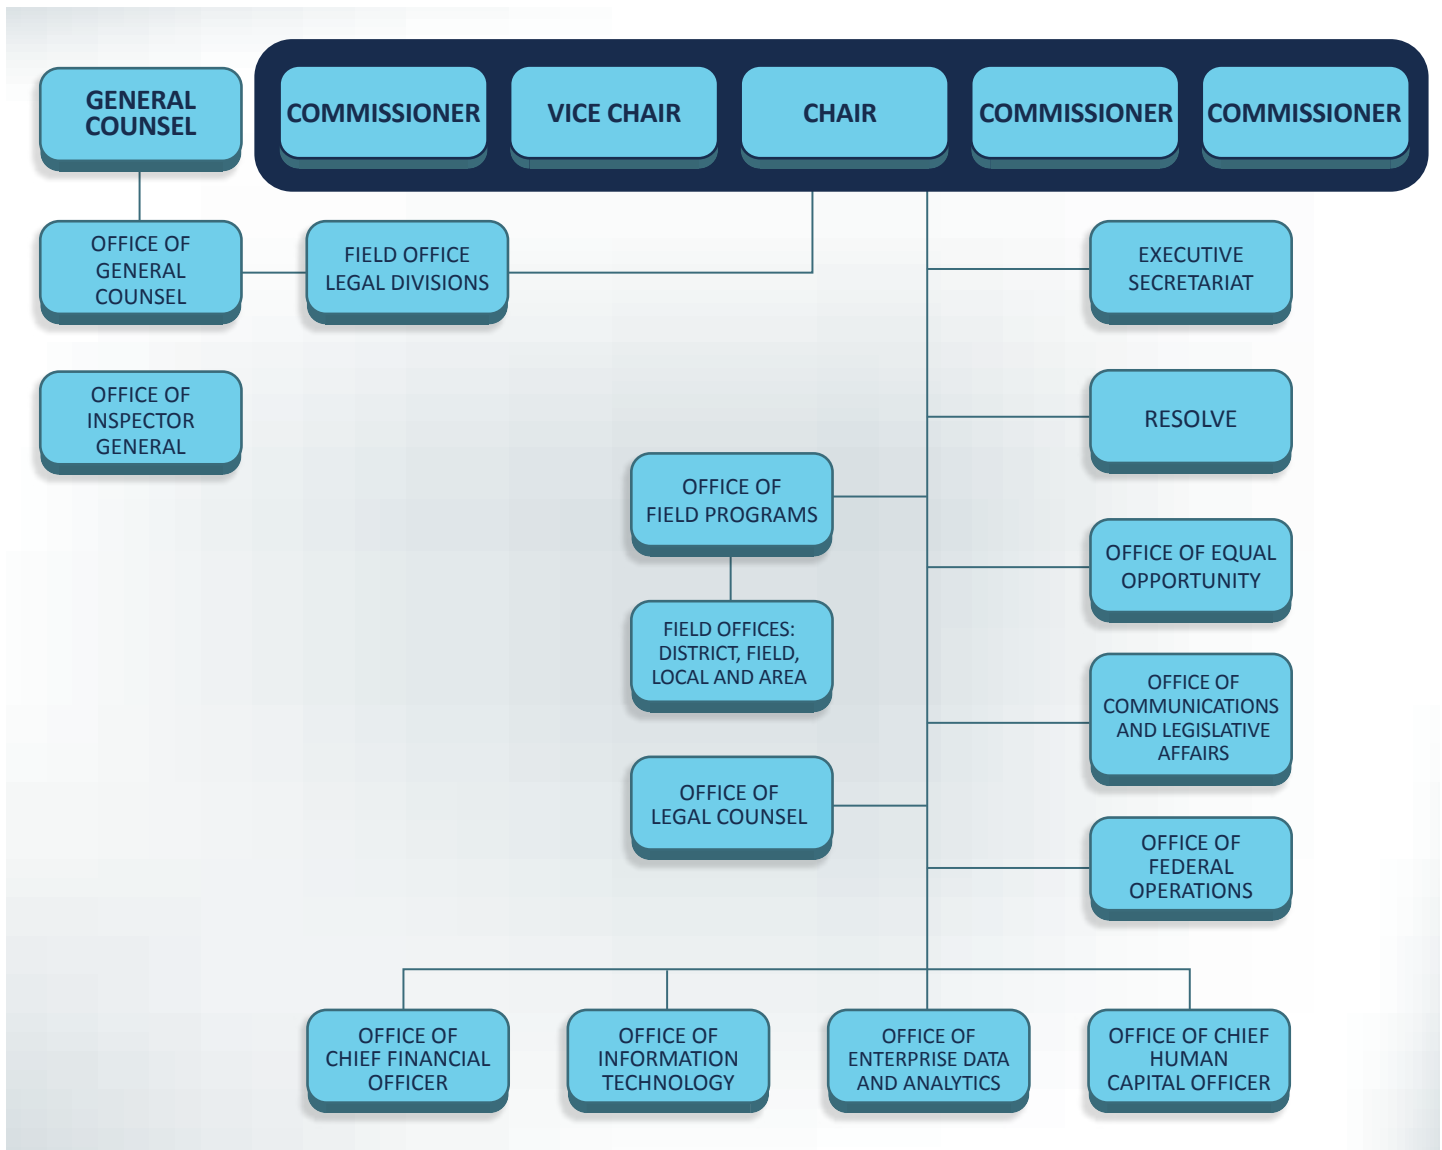 GENERAL
COUNSEL
COMMISSIONER
VICE CHAIR
CHAIR
COMMISSIONER
COMMISSIONER
OFFICE OF
GENERAL
COUNSEL
FIELD OFFICE
LEGAL DIVISIONS
EXECUTIVE
SECRETARIAT
OFFICE OF
INSPECTOR
GENERAL
RESOLVE
OFFICE OF
FIELD PROGRAMS
OFFICE OF EQUAL
OPPORTUNITY
FIELD OFFICES:
DISTRICT, FIELD,
LOCAL AND AREA
OFFICE OF
COMMUNICATIONS
AND LEGISLATIVE
AFFAIRS
OFFICE OF
LEGAL COUNSEL
OFFICE OF
FEDERAL
OPERATIONS
OFFICE OF
CHIEF FINANCIAL
OFFICER
OFFICE OF
INFORMATION
TECHNOLOGY
OFFICE OF
ENTERPRISE DATA
AND ANALYTICS
OFFICE OF CHIEF
HUMAN
CAPITAL OFFICER